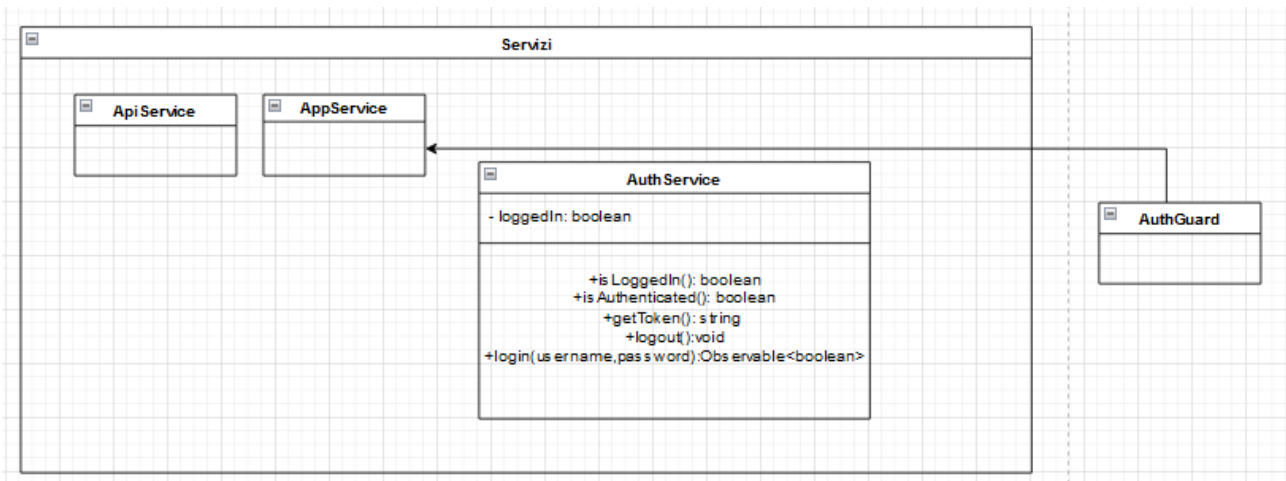 Servizi
ApiService
AppService
AuthService
- loggedIn: boolean
+isLoggedIn(): boolean
+isAuthenticated(): boolean
+getToken(): string
+logout():void
+login(username,password):Observable<boolean>
AuthGuard